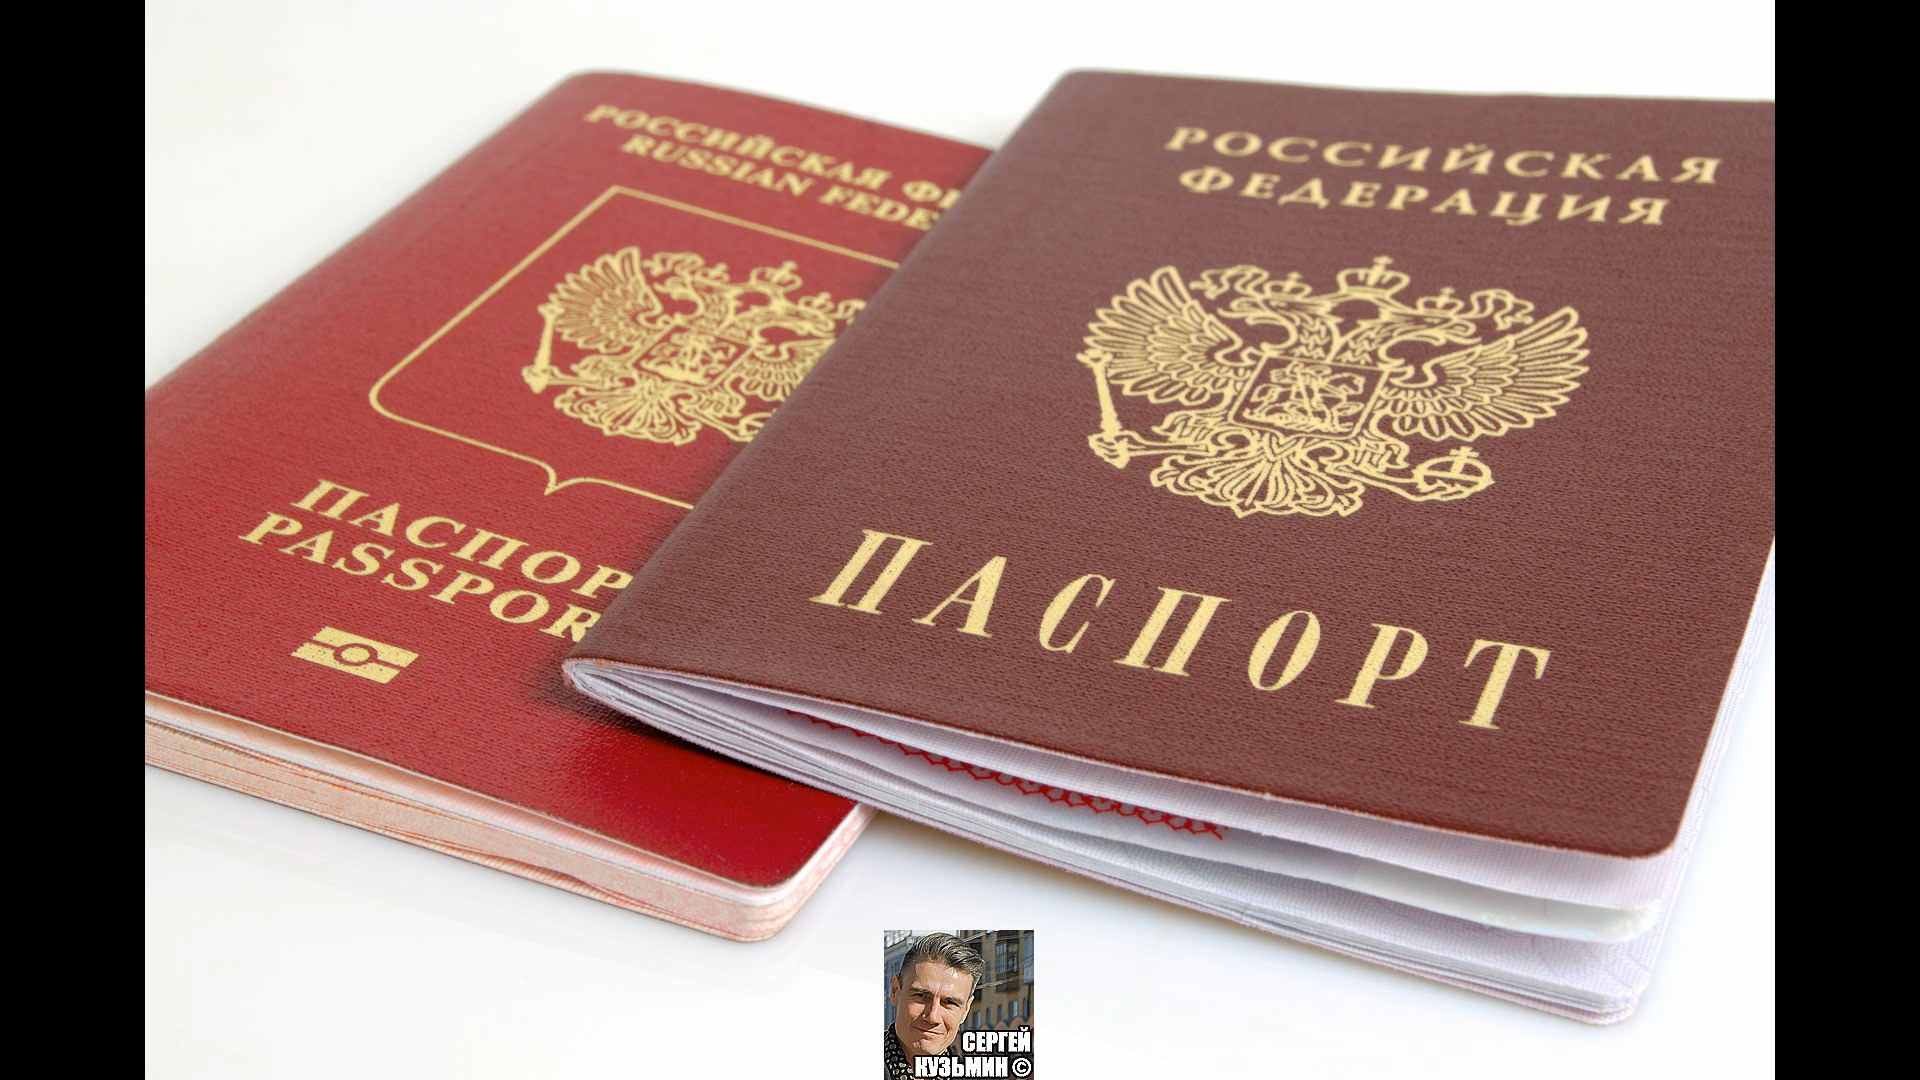 РОССИЙСКАЯ
RUSSIAN
ПАСПОР
PASSPOR
РОССИЙСКАЯ
ФЕДЕРАЦИЯ
ПАСПОРТ
СЕРГЕЙ
КУЗЬМИН ©